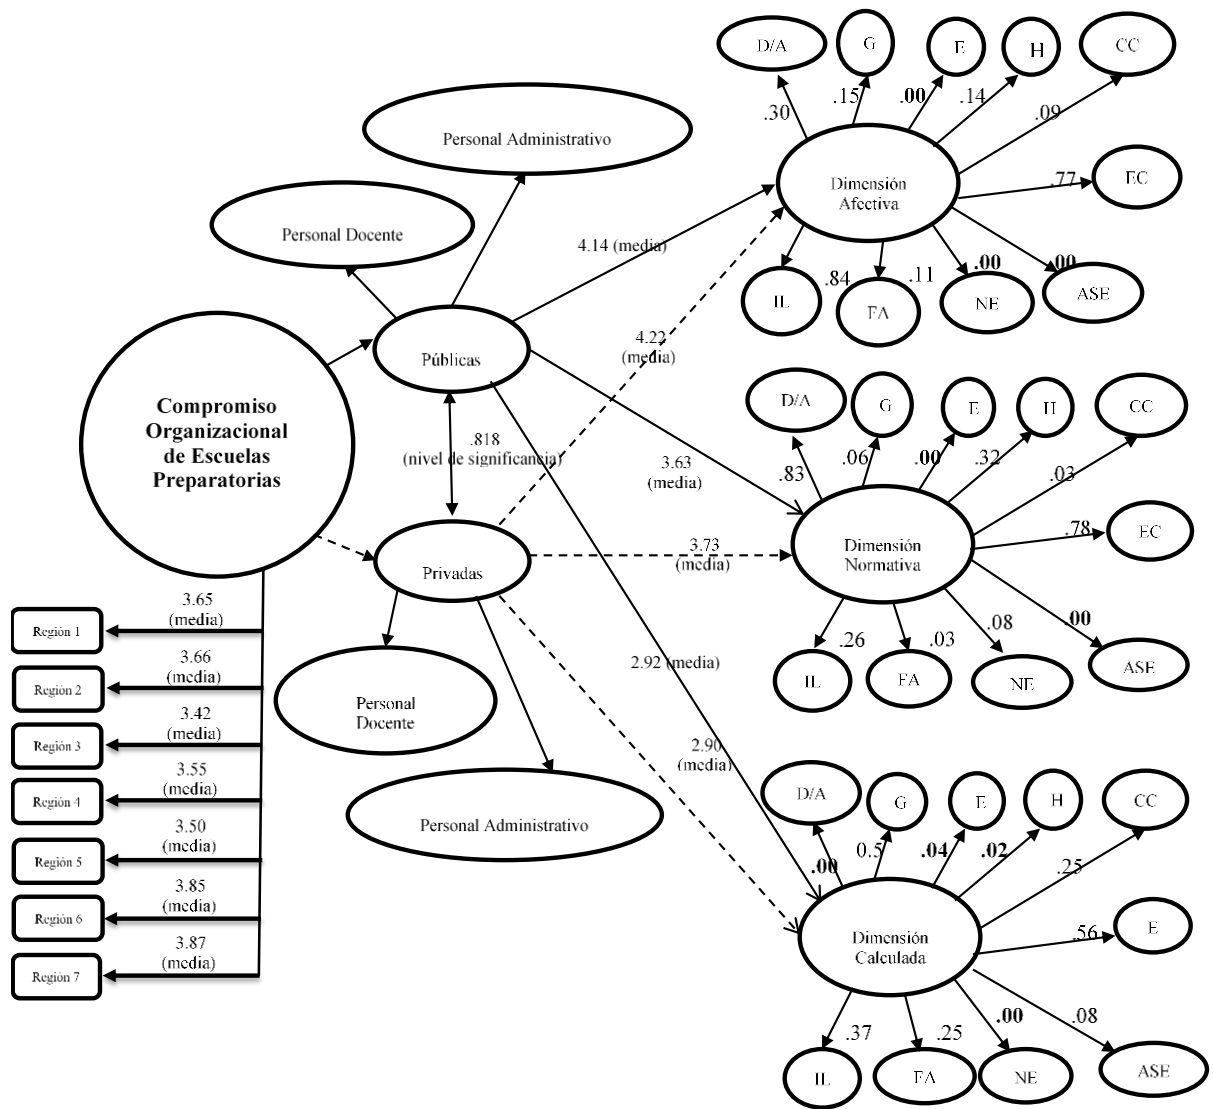 Compromiso
Organizacional
de Escuelas
Preparatorias
3.65
(media)
Región 1
3.66
(media)
Región 2
3.42
(media)
Región 3
3.55
(media)
Región 4
3.50
(media)
Región 5
3.85
(media)
Región 6
3.87
(media)
Región 7
Personal Administrativo
Personal Docente
Públicas
.818
(nivel de significancia)
Privadas
Personal
Docente
Personal Administrativo
4.14 (media)
4.22
(media)
3.63
(media)
3.73
(media)
2.92 (media)
2.90
(media)
D/A
G
E
H
CC
.30
.15
.00
.14
.09
Dimensión
Afectiva
.77
EC
IL
.84
FA
.11
NE
.00
ASE
.00
D/A
G
E
H
CC
.83
.06
.00
.32
.03
Dimensión
Normativa
.78
EC
IL
.26
FA
.03
NE
.08
ASE
.00
D/A
G
E
H
CC
.00
0.5
.04
.02
.25
Dimensión
Calculada
.56
E
IL
.37
FA
.25
NE
.00
ASE
.08